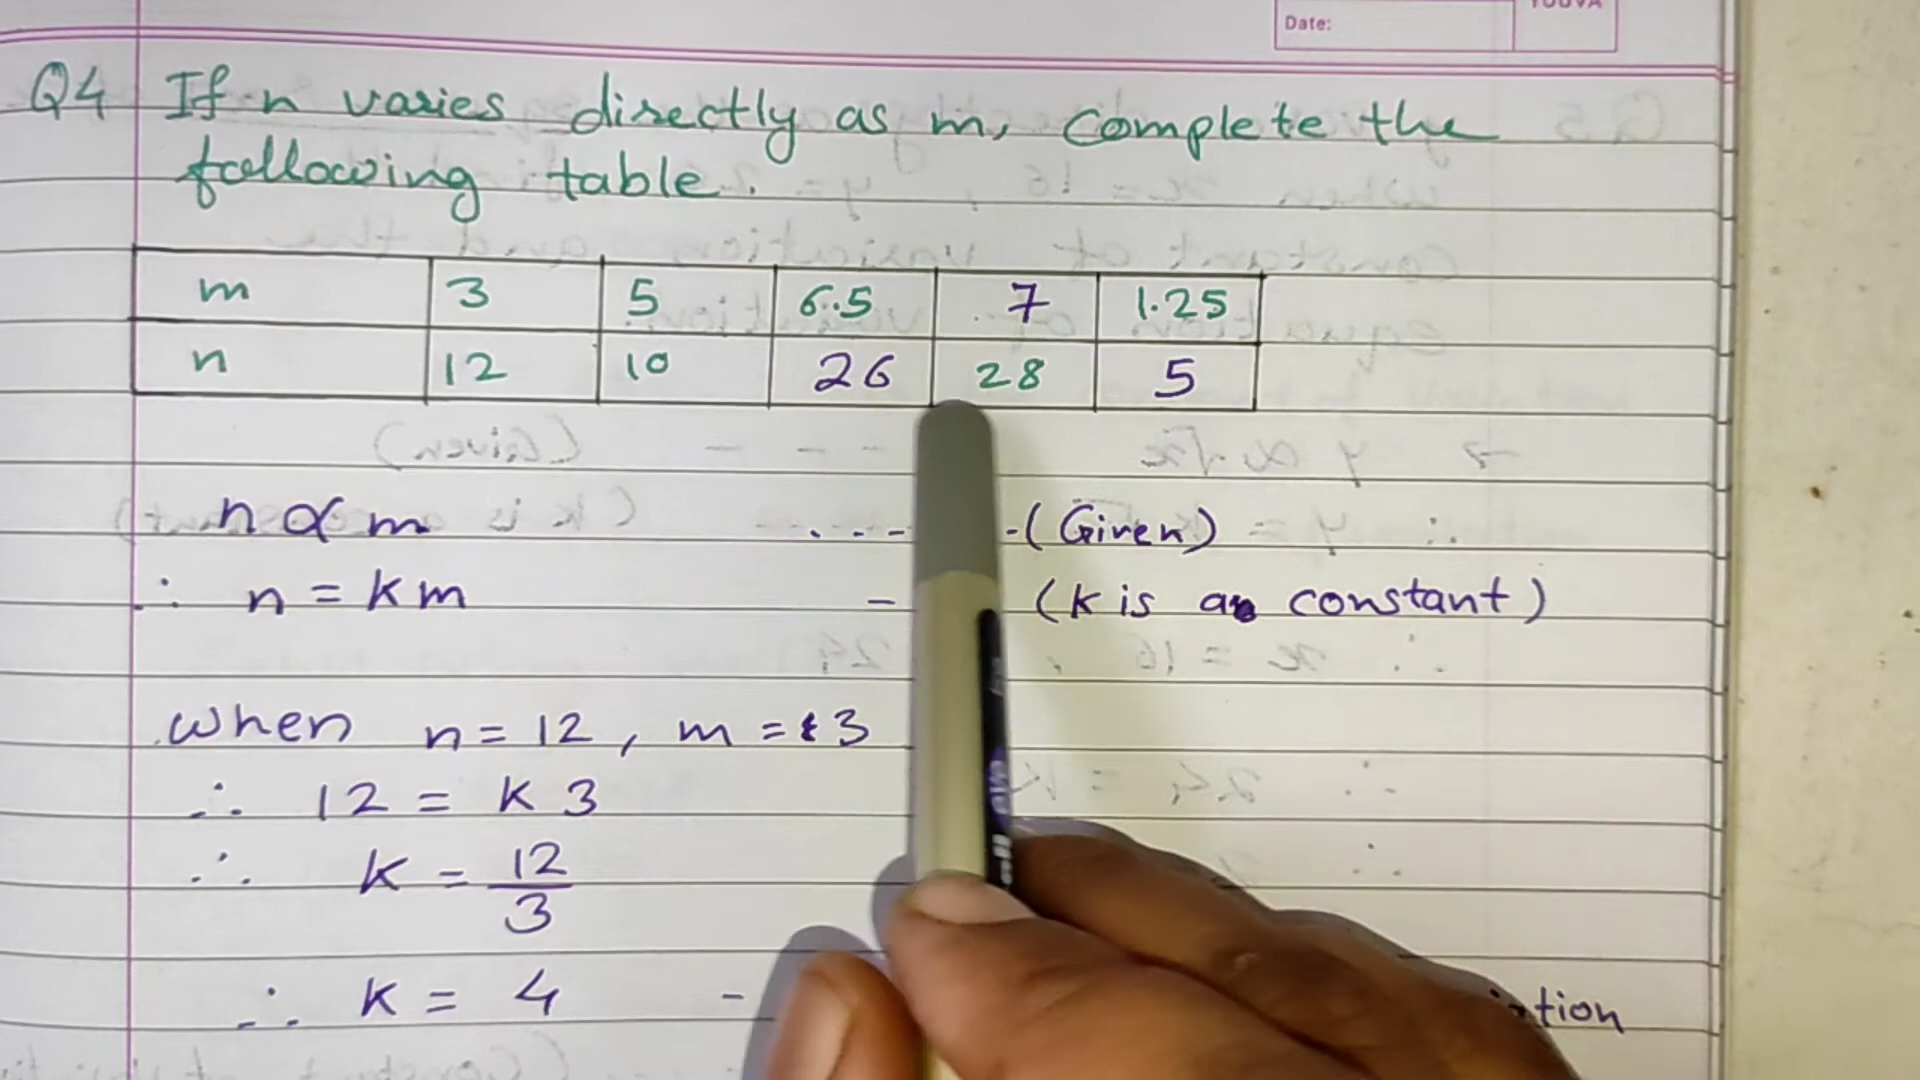 YOUVA
Date:
Q4 If n varies directly as m, complete the
following table.
m 3 5 6.5 7 1.25
n 12 10 26 28 5
n ∝ m ---- -(Given)
∴ n = km - (k is a constant)
when n = 12, m = 3
∴ 12 = k 3
∴ k = 12/3
∴ k = 4 -